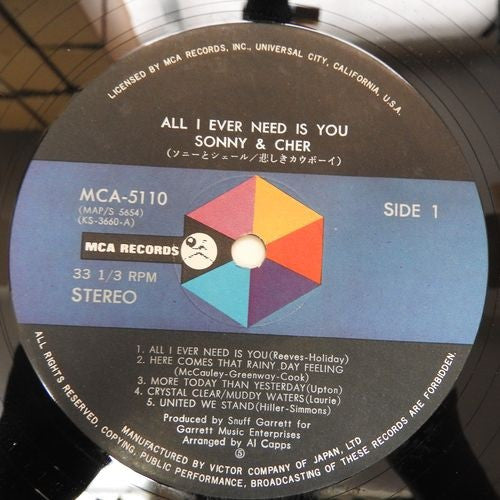 LICENSED BY MCA RECORDS, INC., UNIVERSAL CITY, CALIFORNIA, U.S.A.
ALL I EVER NEED IS YOU
SONNY & CHER
(ソニーとシェール/悲しきカウボーイ)
MCA-5110
(MAP/S 5654)
(KS-3660-A)
SIDE 1
MCA RECORDS
33 1/3 RPM
STEREO
1. ALL I EVER NEED IS YOU(Reeves-Holiday)
2. HERE COMES THAT RAINY DAY FEELING
(McCauley-Greenway-Cook)
3. MORE TODAY THAN YESTERDAY(Upton)
4. CRYSTAL CLEAR/MUDDY WATERS(Laurie)
5. UNITED WE STAND(Hiller-Simmons)
Produced by Snuff Garrett for
Garrett Music Enterprises
Arranged by Al Capps
MANUFACTURED BY VICTOR COMPANY OF JAPAN, LTD
ALL RIGHTS RESERVED, COPYING, PUBLIC PERFORMANCE, BROADCASTING OF THESE RECORDS ARE FORBIDDEN.